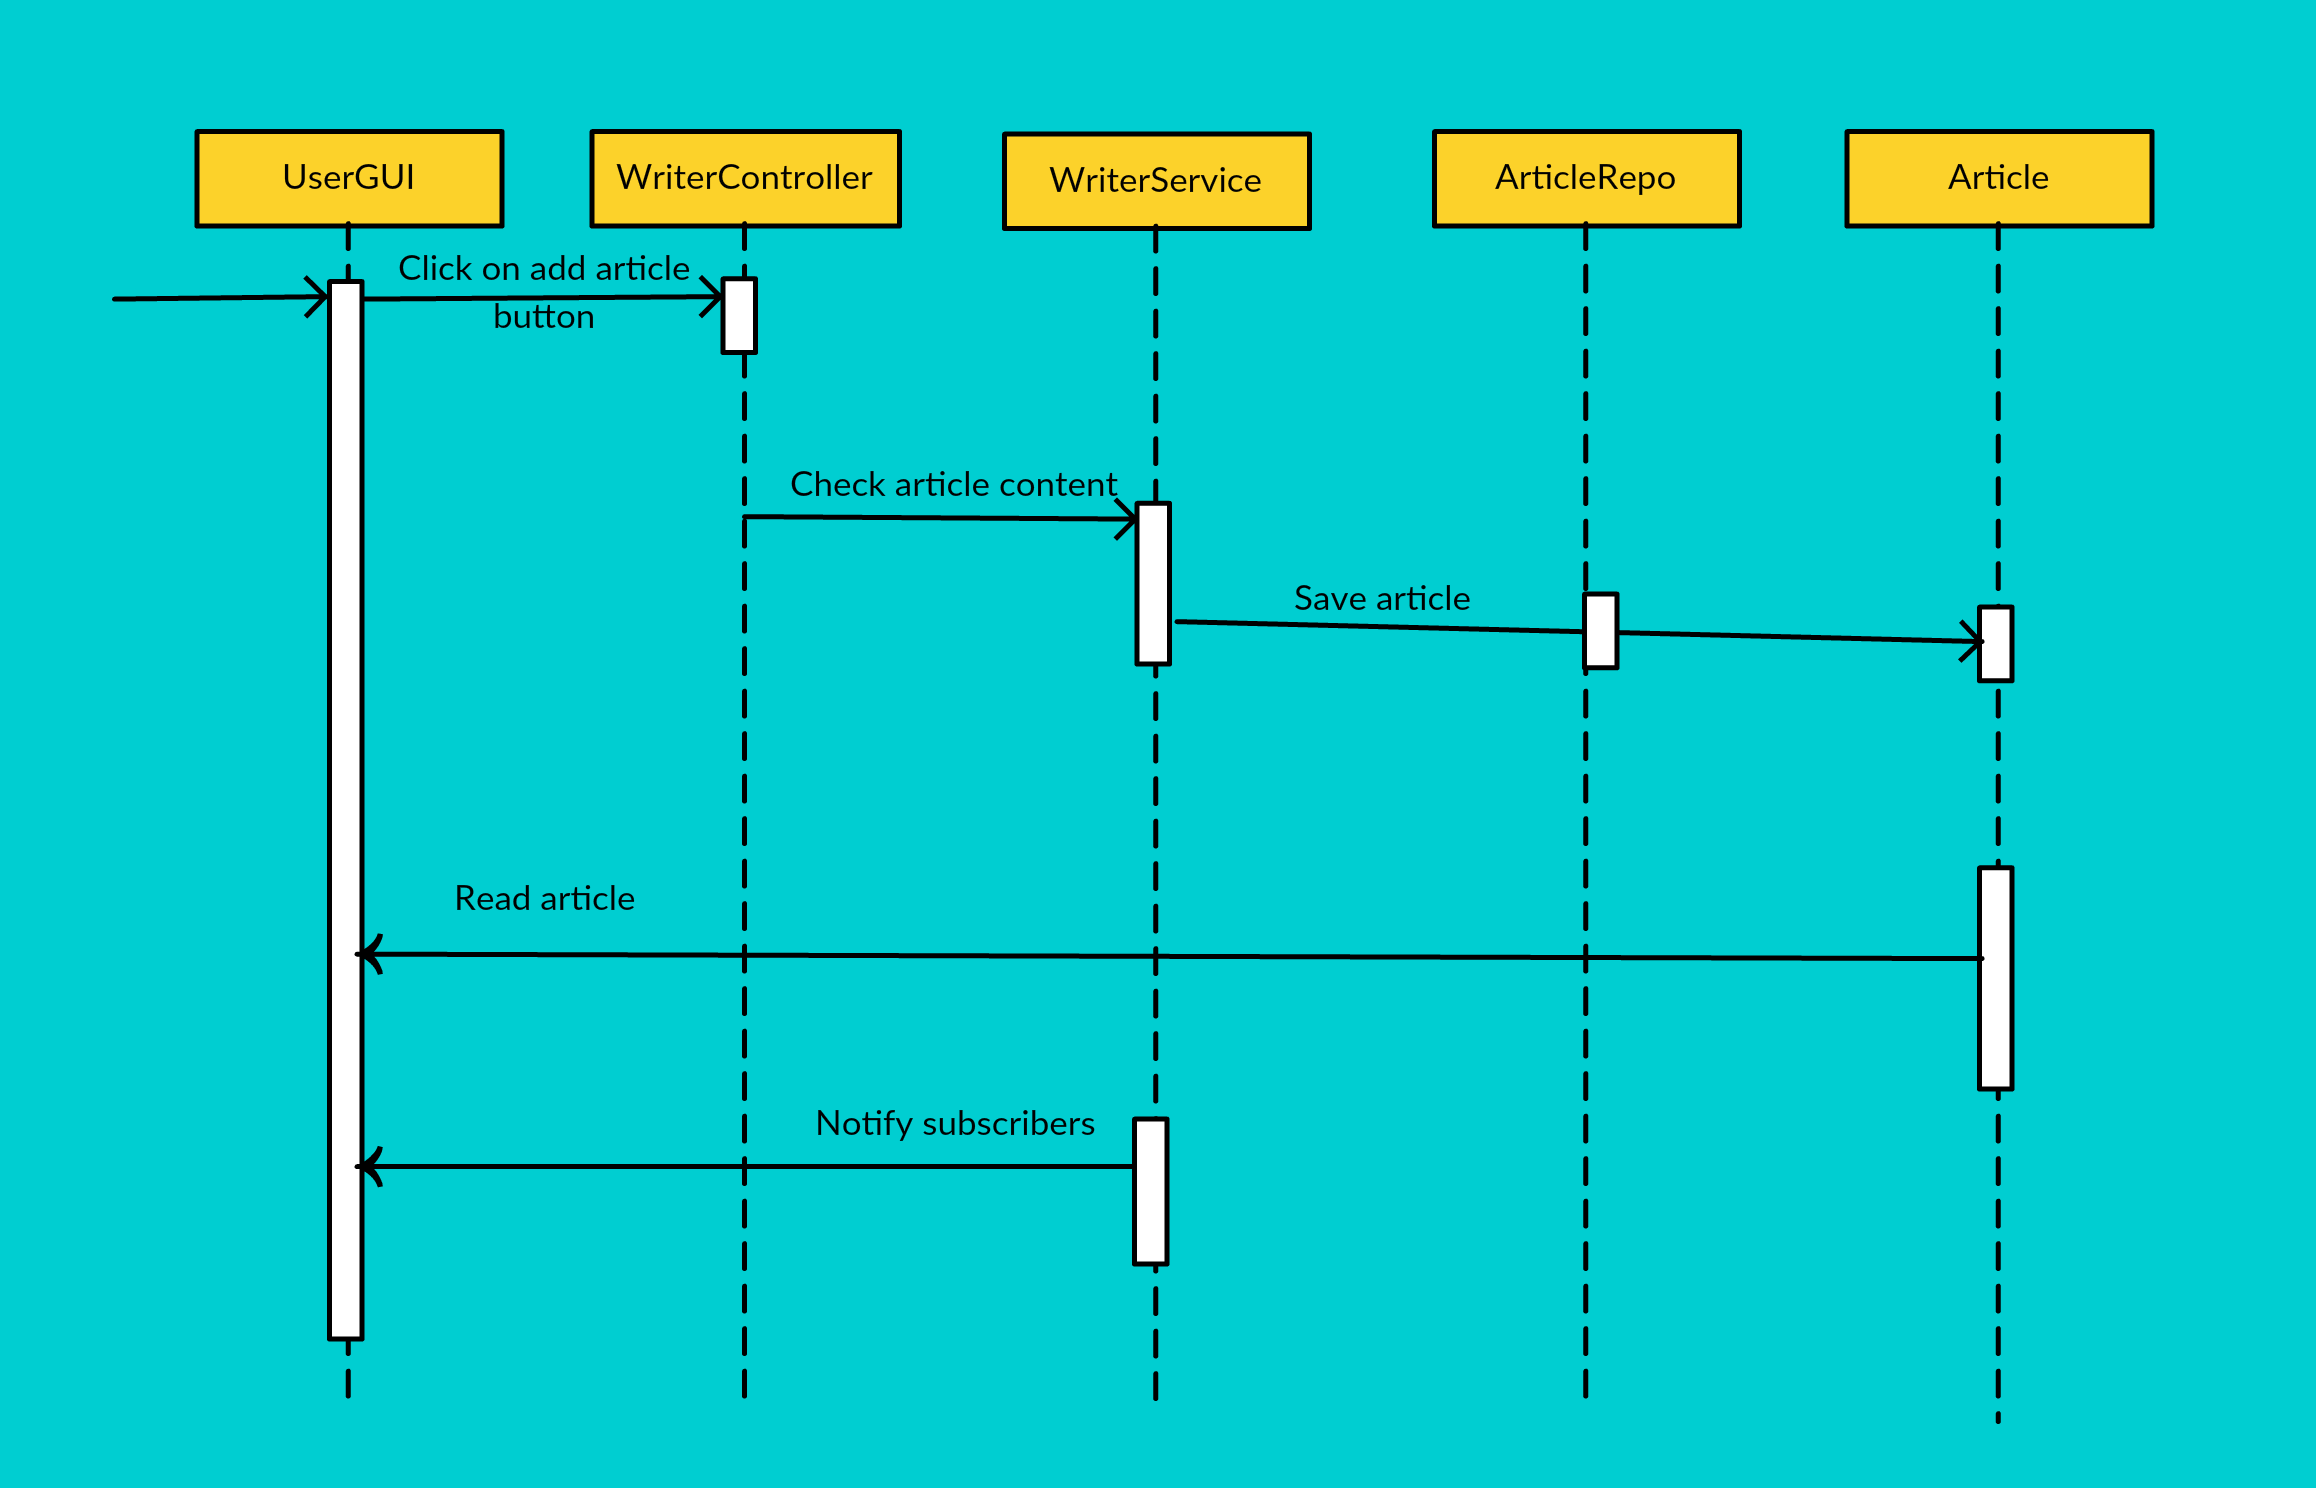 UserGUI
WriterController
WriterService
ArticleRepo
Article
Click on add article
button
Check article content
Save article
Read article
Notify subscribers